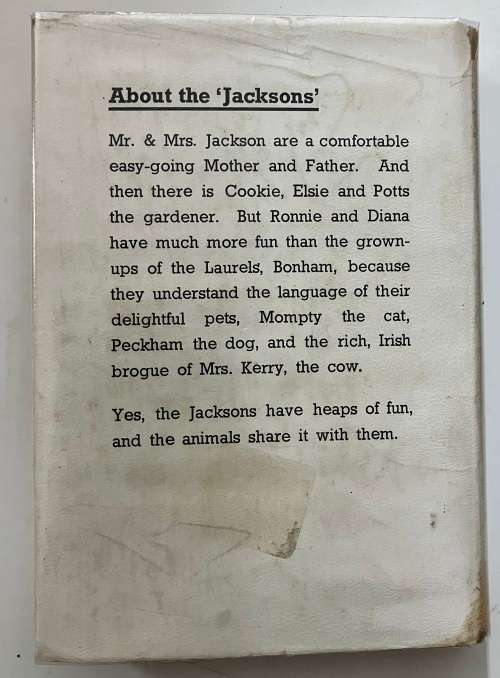 About the ‘Jacksons’
Mr. & Mrs. Jackson are a comfortable
easy-going Mother and Father. And
then there is Cookie, Elsie and Potts
the gardener. But Ronnie and Diana
have much more fun than the grown-
ups of the Laurels, Bonham, because
they understand the language of their
delightful pets, Mompty the cat,
Peckham the dog, and the rich, Irish
brogue of Mrs. Kerry, the cow.
Yes, the Jacksons have heaps of fun,
and the animals share it with them.